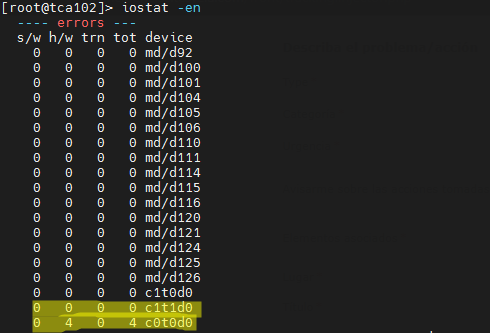 [root@tca102]> iostat -en
---- errors ---
s/w h/w trn tot device
0 0 0 0 md/d92
0 0 0 0 md/d100
0 0 0 0 md/d101
0 0 0 0 md/d104
0 0 0 0 md/d105
0 0 0 0 md/d106
0 0 0 0 md/d110
0 0 0 0 md/d111
0 0 0 0 md/d114
0 0 0 0 md/d115
0 0 0 0 md/d116
0 0 0 0 md/d120
0 0 0 0 md/d121
0 0 0 0 md/d124
0 0 0 0 md/d125
0 0 0 0 md/d126
0 0 0 0 c1t0d0
0 0 0 0 c1t1d0
0 4 0 4 c0t0d0